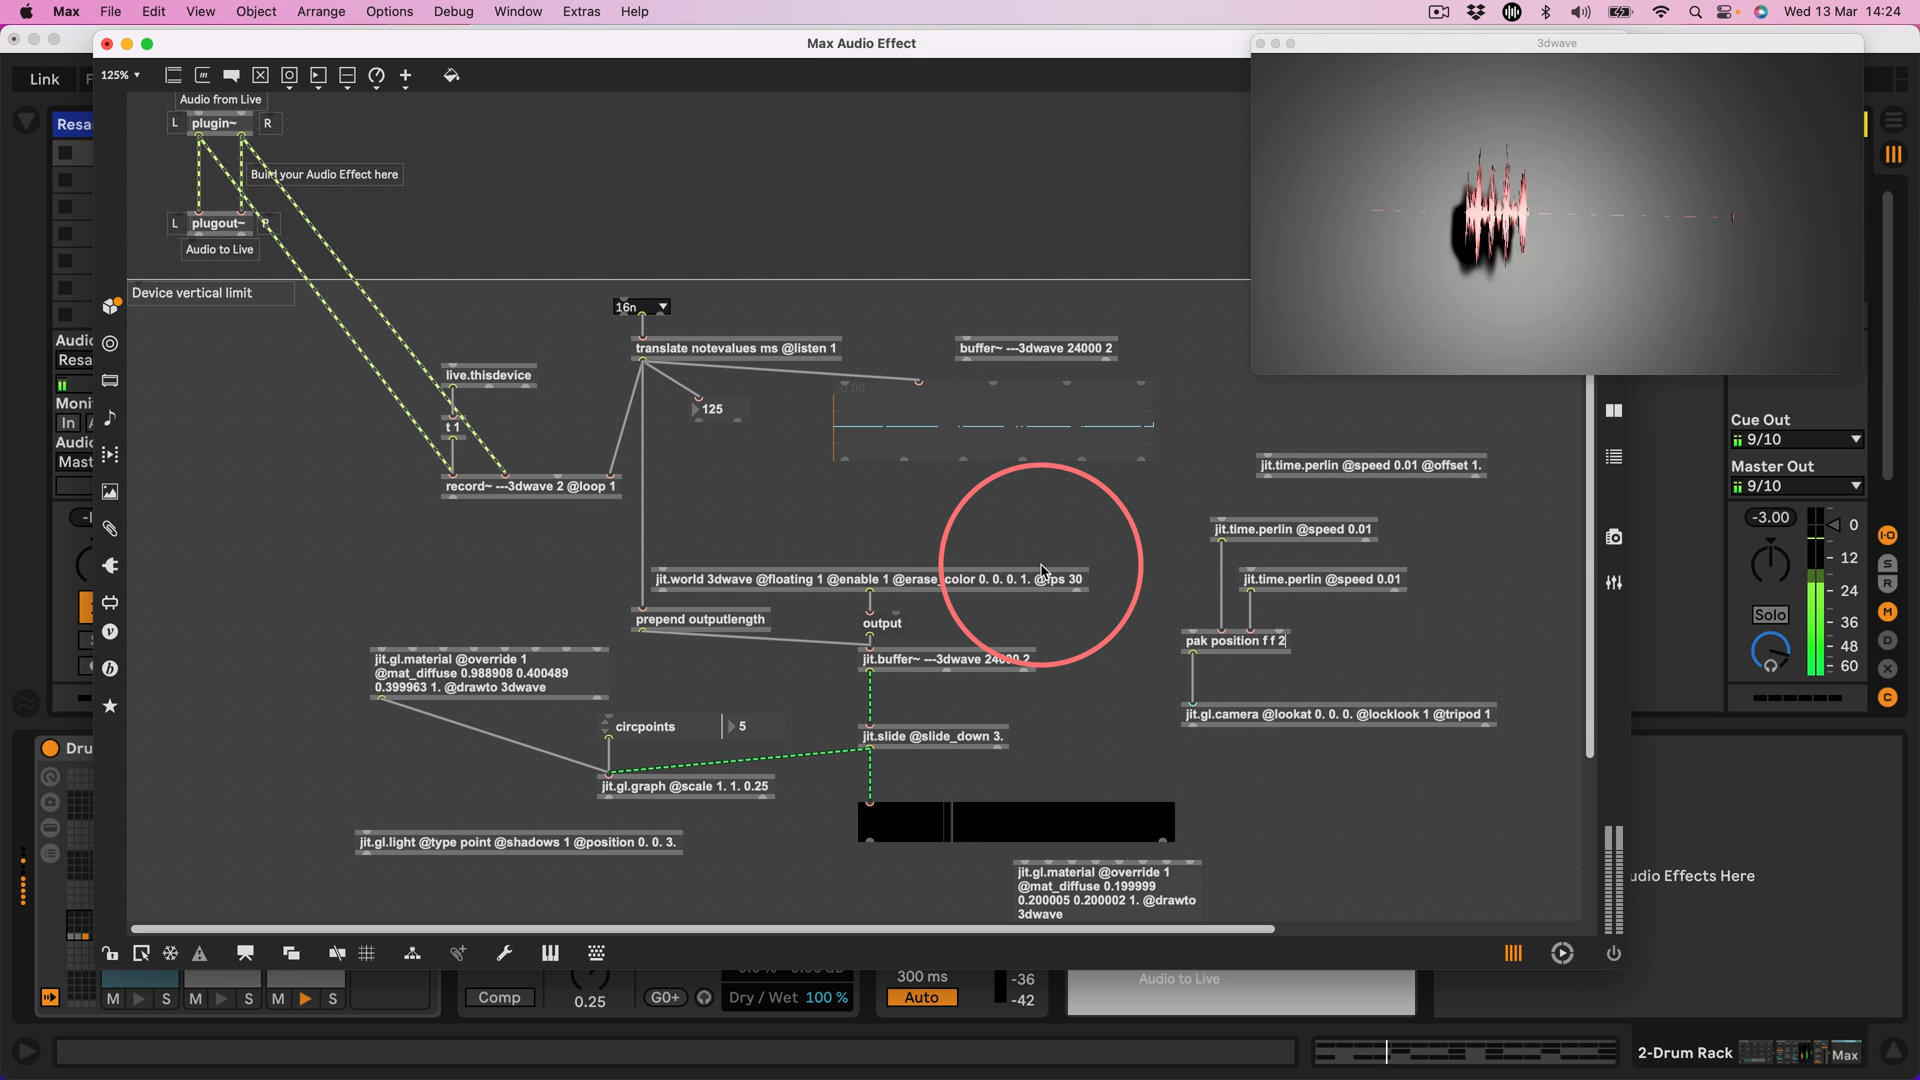 Max File Edit View Object Arrange Options Debug Window Extras Help
Wed 13 Mar 14:24
Max Audio Effect
3dwave
Link
125%
Audio from Live
L plugin~ R
Build your Audio Effect here
L plugout~
Audio to Live
Device vertical limit
16n
translate notevalues ms @listen 1
buffer~ ---3dwave 24000 2
live.thisdevice
125
-0.00
t 1
record~ ---3dwave 2 @loop 1
jit.time.perlin @speed 0.01 @offset 1.
jit.time.perlin @speed 0.01
jit.world 3dwave @floating 1 @enable 1 @erase_color 0. 0. 0. 1. @fps 30
jit.time.perlin @speed 0.01
prepend outputlength
output
pak position f f 2
jit.gl.material @override 1
@mat_diffuse 0.988908 0.400489
0.399963 1. @drawto 3dwave
jit.buffer~ ---3dwave 24000 2
jit.gl.camera @lookat 0. 0. 0. @locklook 1 @tripod 1
circpoints
5
jit.slide @slide_down 3.
jit.gl.graph @scale 1. 1. 0.25
jit.gl.light @type point @shadows 1 @position 0. 0. 3.
jit.gl.material @override 1
@mat_diffuse 0.199999
0.200005 0.200002 1. @drawto
3dwave
Resa
Audio
Resa
Moni
In
Audio
Mast
Dru
Cue Out
9/10
Master Out
9/10
-3.00
0
12
24
36
48
60
Solo
I·O
S
R
M
D
X
C
udio Effects Here
M S M S M S
Comp
0.25
G0+
Dry / Wet 100 %
300 ms
Auto
-36
-42
Audio to Live
2-Drum Rack
Max